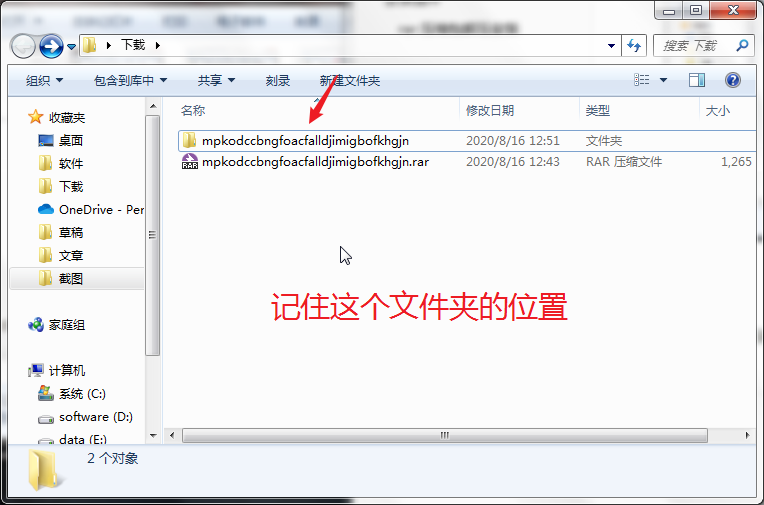 下载
搜索 下载
组织
包含到库中
共享
刻录
新建文件夹
名称
修改日期
类型
大小
mpkodccbngfoacfalldjimigbofkhgjn
2020/8/16 12:51
文件夹
mpkodccbngfoacfalldjimigbofkhgjn.rar
2020/8/16 12:43
RAR 压缩文件
1,265
RAR
收藏夹
桌面
软件
下载
OneDrive - Per
草稿
文章
截图
家庭组
计算机
系统 (C:)
software (D:)
data (E:)
记住这个文件夹的位置
2 个对象